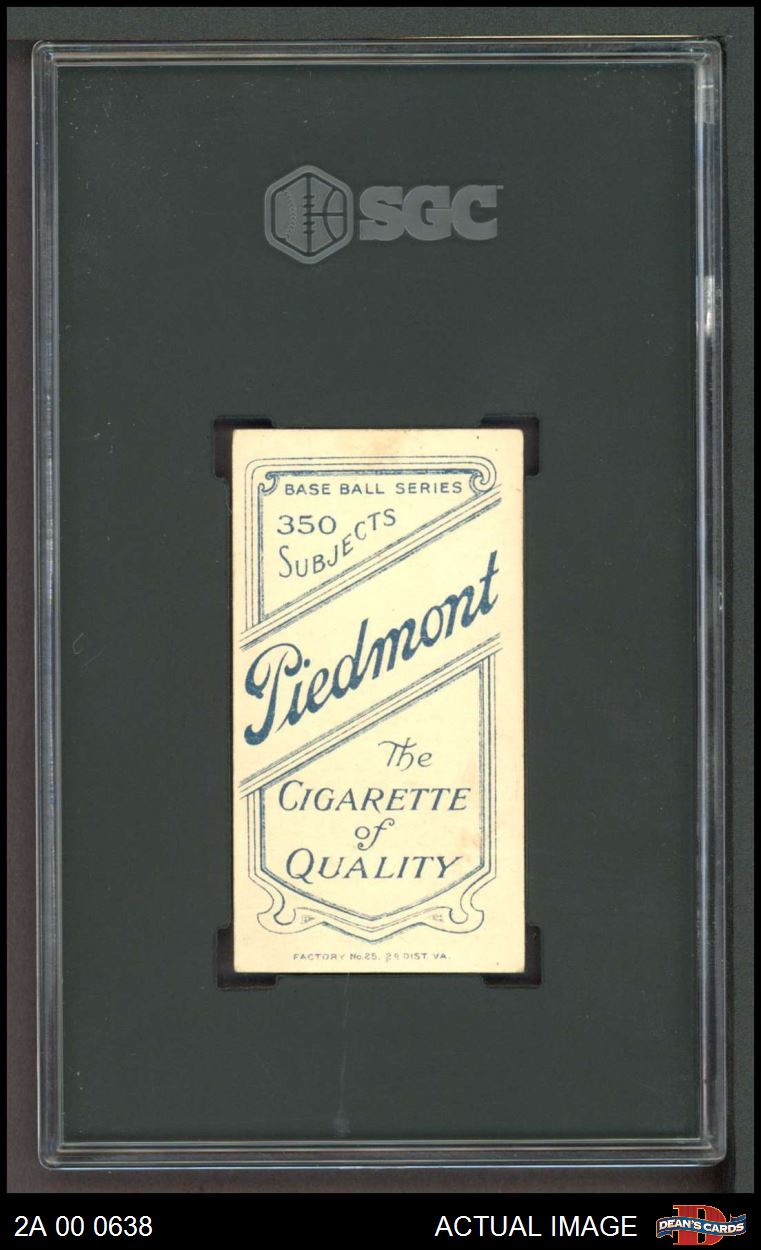 SGC
BASE BALL SERIES
350
SUBJECTS
Piedmont
The
CIGARETTE
of
QUALITY
FACTORY No. 25, 2D DIST. VA.
2A 00 0638
ACTUAL IMAGE
DEAN'S CARDS